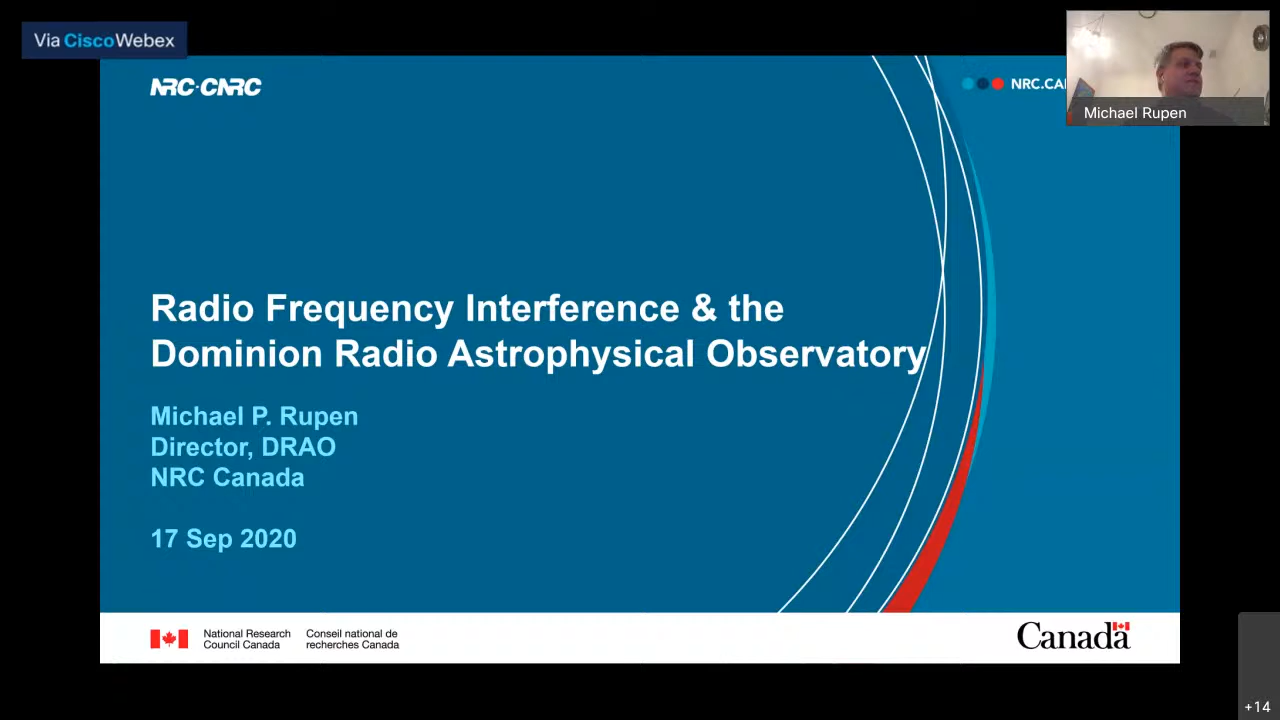 Via CiscoWebex
NRC·CNRC
NRC.CA
Michael Rupen
Radio Frequency Interference & the
Dominion Radio Astrophysical Observatory
Michael P. Rupen
Director, DRAO
NRC Canada
17 Sep 2020
National Research
Council Canada
Conseil national de
recherches Canada
Canada
+14